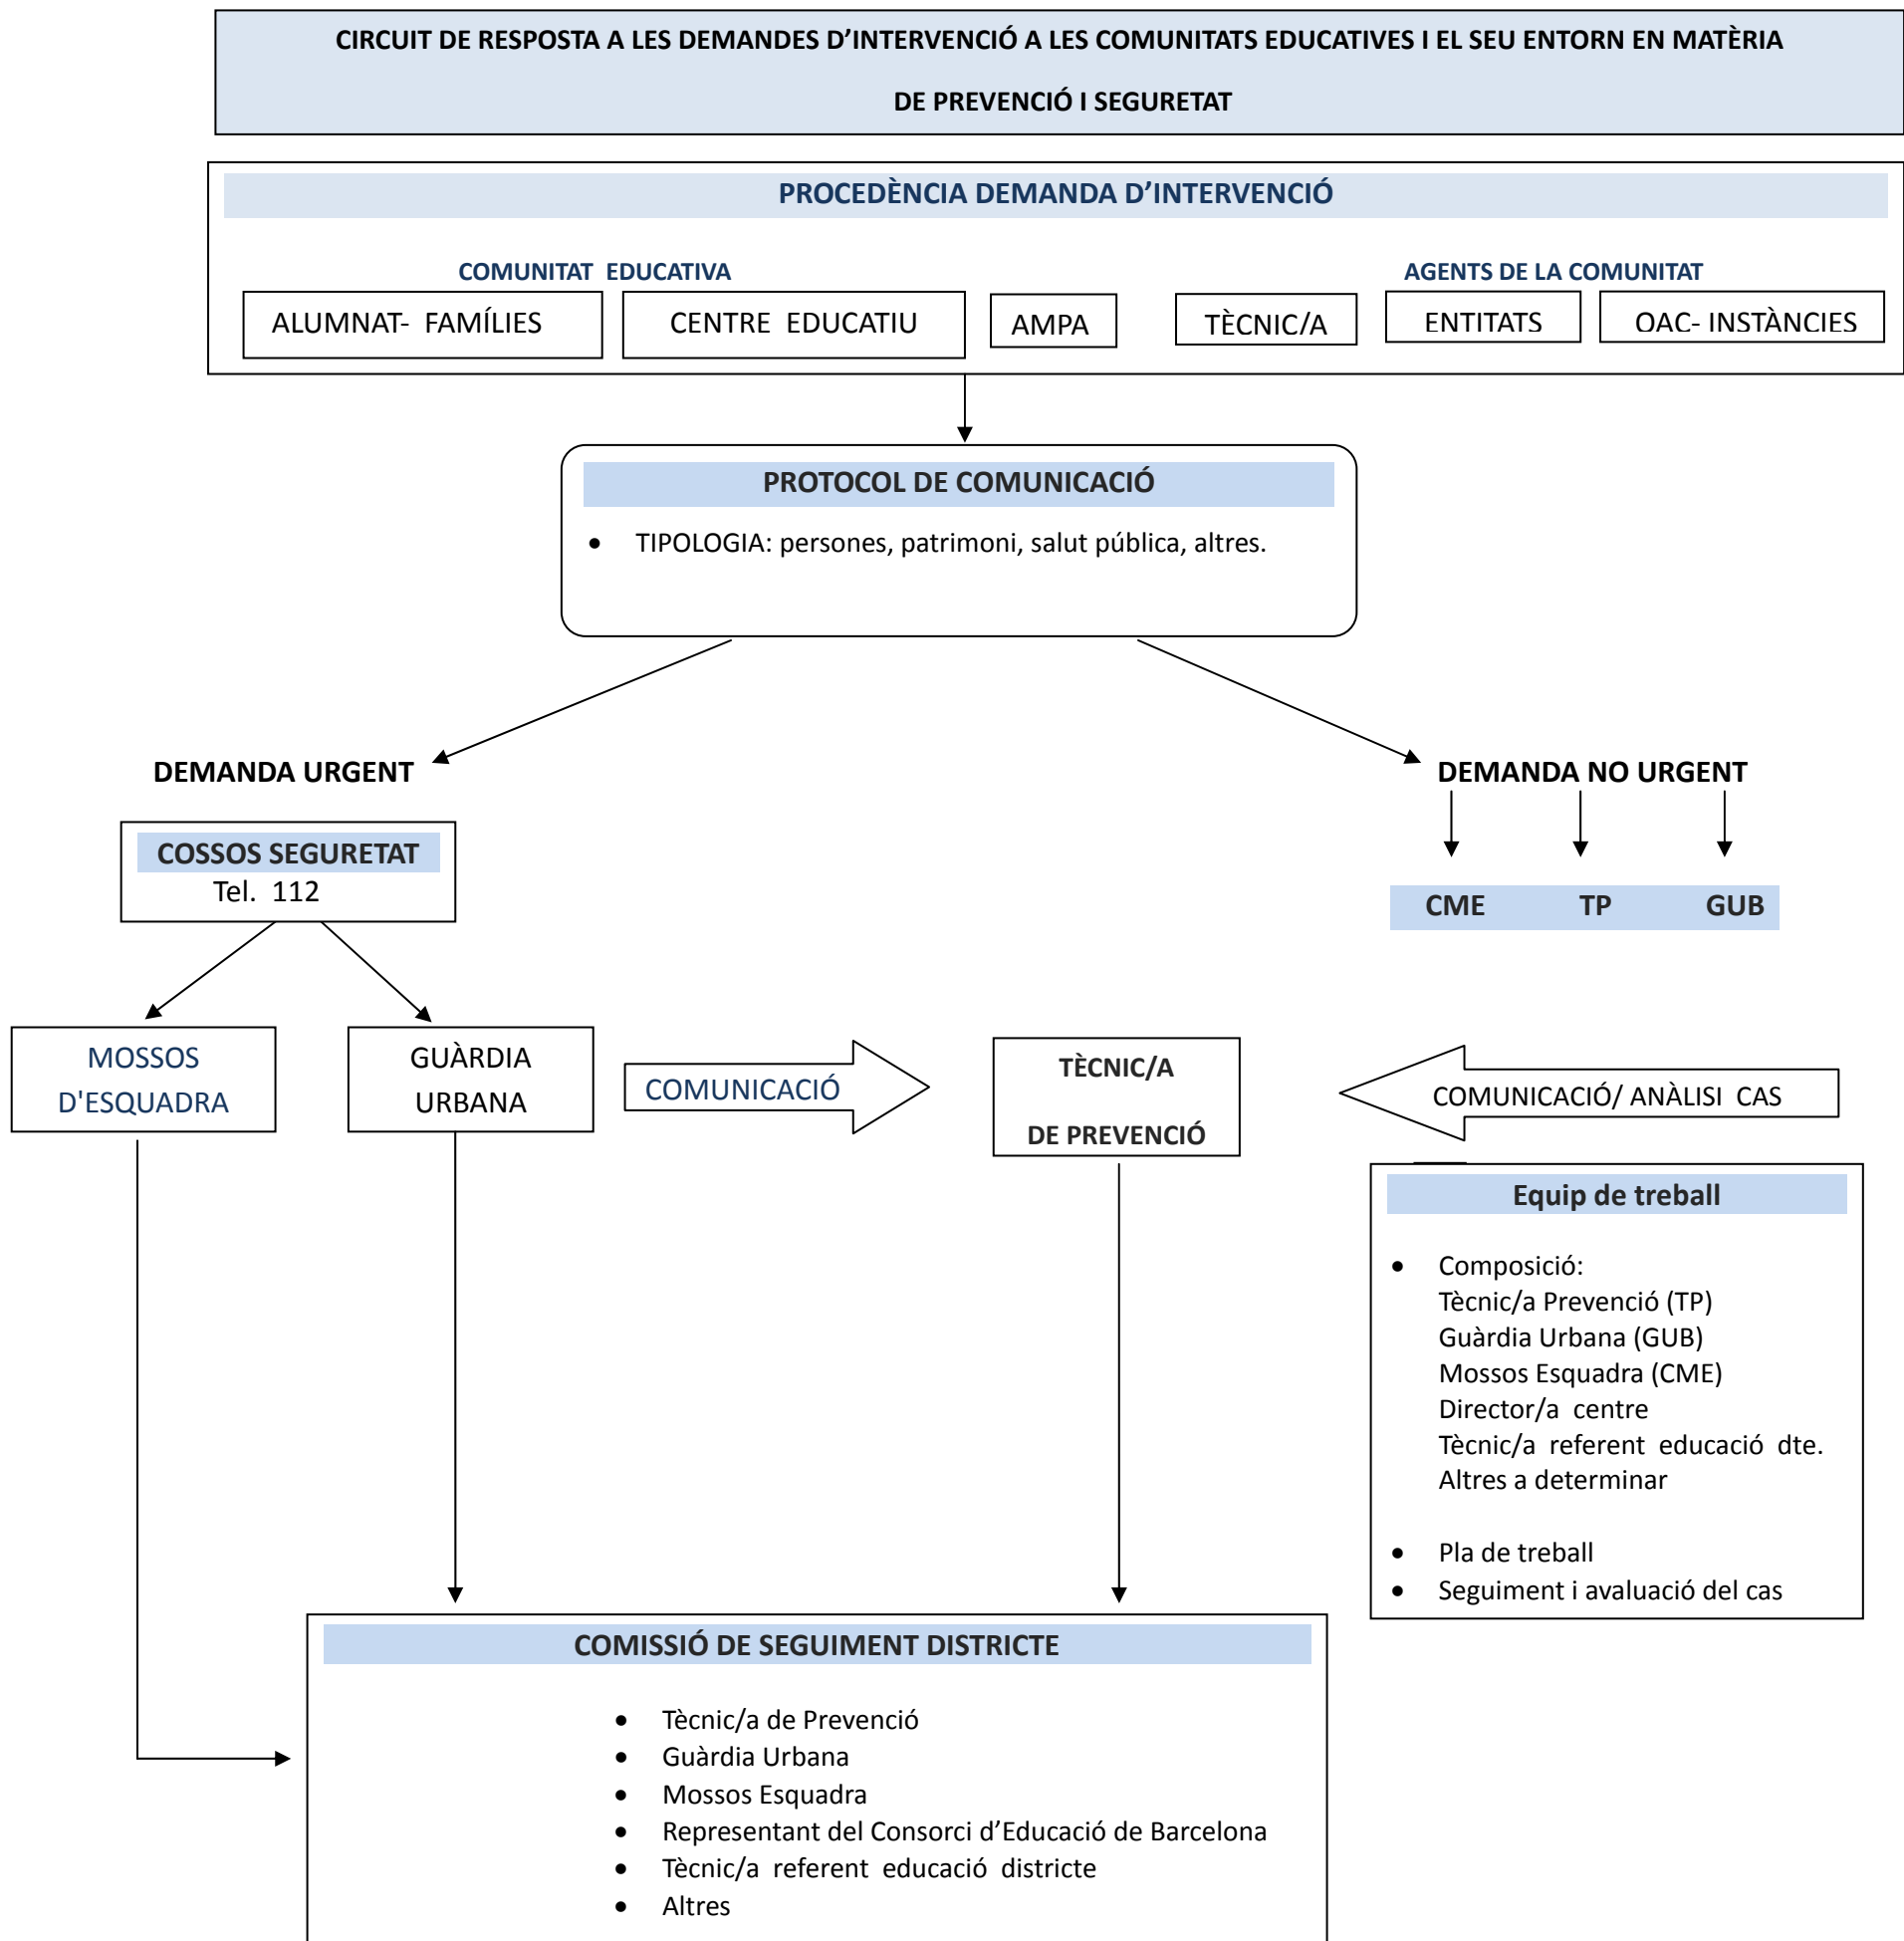 CIRCUIT DE RESPOSTA A LES DEMANDES D’INTERVENCIÓ A LES COMUNITATS EDUCATIVES I EL SEU ENTORN EN MATÈRIA
DE PREVENCIÓ I SEGURETAT
PROCEDÈNCIA DEMANDA D’INTERVENCIÓ
COMUNITAT EDUCATIVA
AGENTS DE LA COMUNITAT
ALUMNAT- FAMÍLIES
CENTRE EDUCATIU
AMPA
TÈCNIC/A
ENTITATS
OAC- INSTÀNCIES
PROTOCOL DE COMUNICACIÓ
• TIPOLOGIA: persones, patrimoni, salut pública, altres.
DEMANDA URGENT
DEMANDA NO URGENT
COSSOS SEGURETAT
Tel. 112
CME TP GUB
MOSSOS
D'ESQUADRA
GUÀRDIA
URBANA
COMUNICACIÓ
TÈCNIC/A
DE PREVENCIÓ
COMUNICACIÓ/ ANÀLISI CAS
Equip de treball
• Composició:
Tècnic/a Prevenció (TP)
Guàrdia Urbana (GUB)
Mossos Esquadra (CME)
Director/a centre
Tècnic/a referent educació dte.
Altres a determinar
• Pla de treball
• Seguiment i avaluació del cas
COMISSIÓ DE SEGUIMENT DISTRICTE
• Tècnic/a de Prevenció
• Guàrdia Urbana
• Mossos Esquadra
• Representant del Consorci d’Educació de Barcelona
• Tècnic/a referent educació districte
• Altres